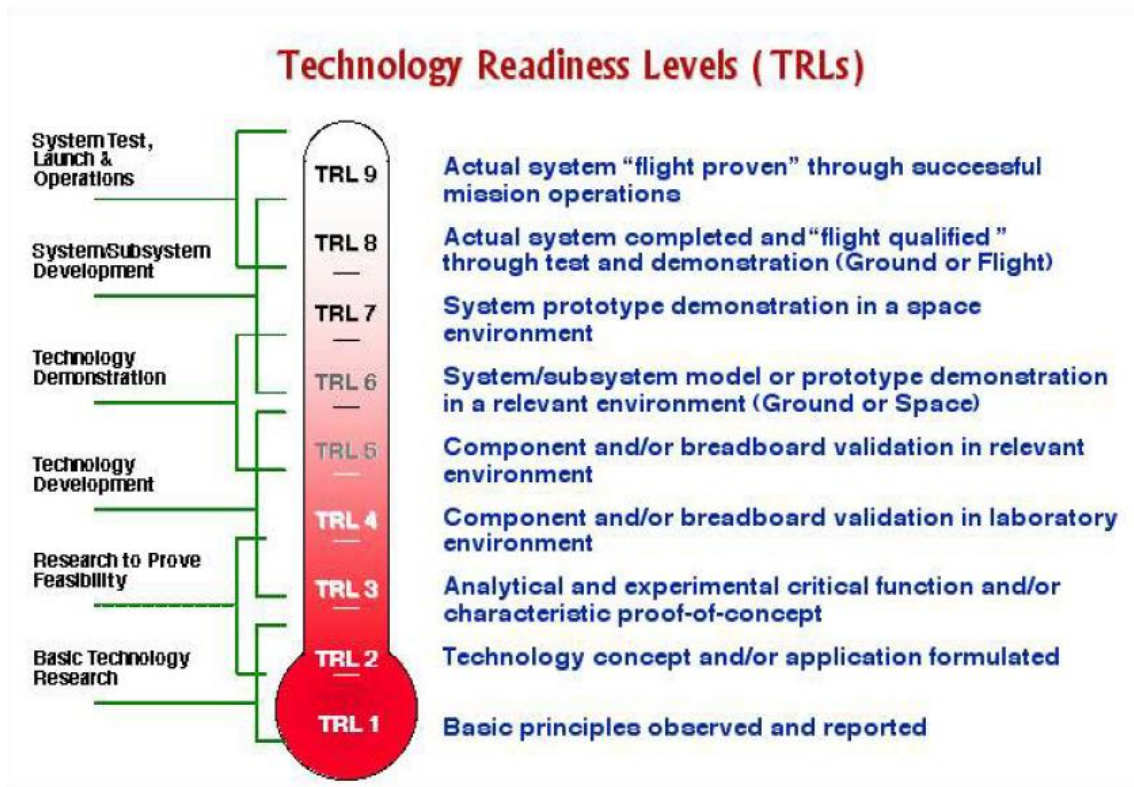 Technology Readiness Levels ( TRLs)
System Test,
Launch &
Operations
System/Subsystem
Development
Technology
Demonstration
Technology
Development
Research to Prove
Feasibility
Basic Technology
Research
TRL 9
TRL 8
TRL 7
TRL 6
TRL 5
TRL 4
TRL 3
TRL 2
TRL 1
Actual system “flight proven” through successful
mission operations
Actual system completed and “flight qualified ”
through test and demonstration (Ground or Flight)
System prototype demonstration in a space
environment
System/subsystem model or prototype demonstration
in a relevant environment (Ground or Space)
Component and/or breadboard validation in relevant
environment
Component and/or breadboard validation in laboratory
environment
Analytical and experimental critical function and/or
characteristic proof-of-concept
Technology concept and/or application formulated
Basic principles observed and reported